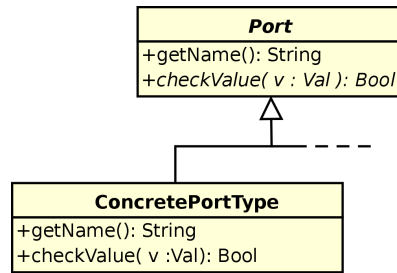 Port
+getName(): String
+checkValue( v : Val ): Bool
ConcretePortType
+getName(): String
+checkValue( v :Val): Bool